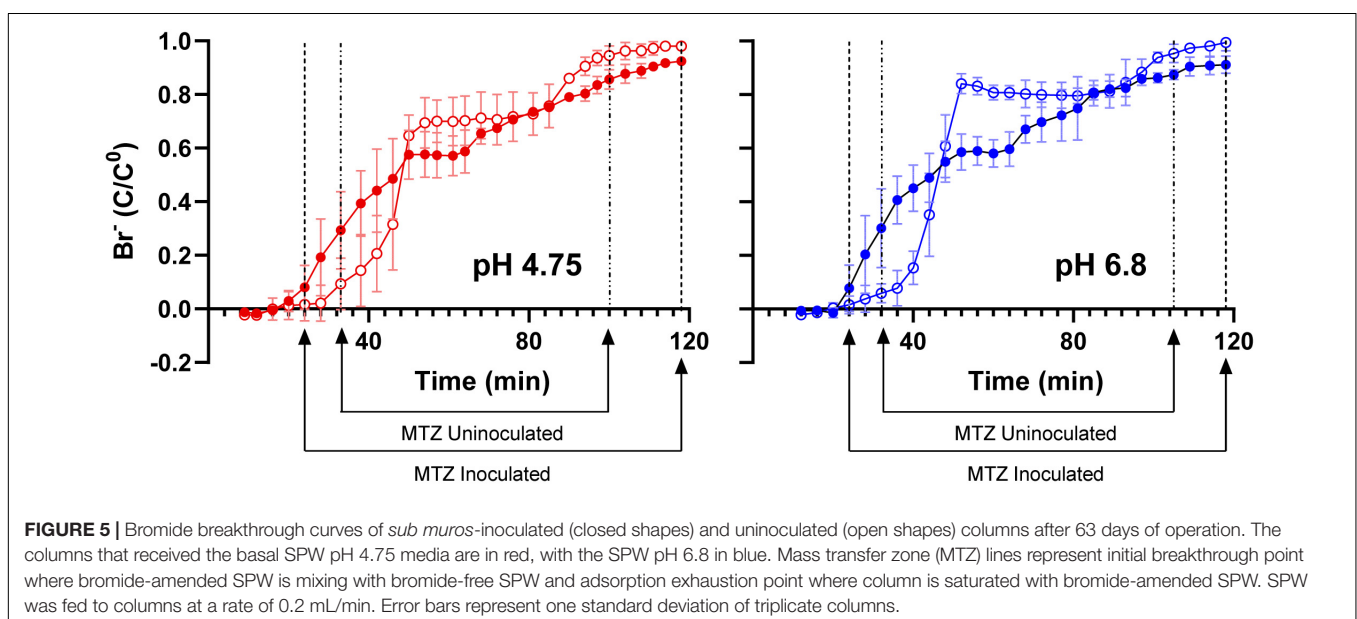 1.0
0.8
0.6
0.4
0.2
0.0
-0.2
Br⁻ (C/C⁰)
pH 4.75
pH 6.8
40
80
120
40
80
120
Time (min)
Time (min)
MTZ Uninoculated
MTZ Uninoculated
MTZ Inoculated
MTZ Inoculated
FIGURE 5 | Bromide breakthrough curves of sub muros-inoculated (closed shapes) and uninoculated (open shapes) columns after 63 days of operation. The
columns that received the basal SPW pH 4.75 media are in red, with the SPW pH 6.8 in blue. Mass transfer zone (MTZ) lines represent initial breakthrough point
where bromide-amended SPW is mixing with bromide-free SPW and adsorption exhaustion point where column is saturated with bromide-amended SPW. SPW
was fed to columns at a rate of 0.2 mL/min. Error bars represent one standard deviation of triplicate columns.